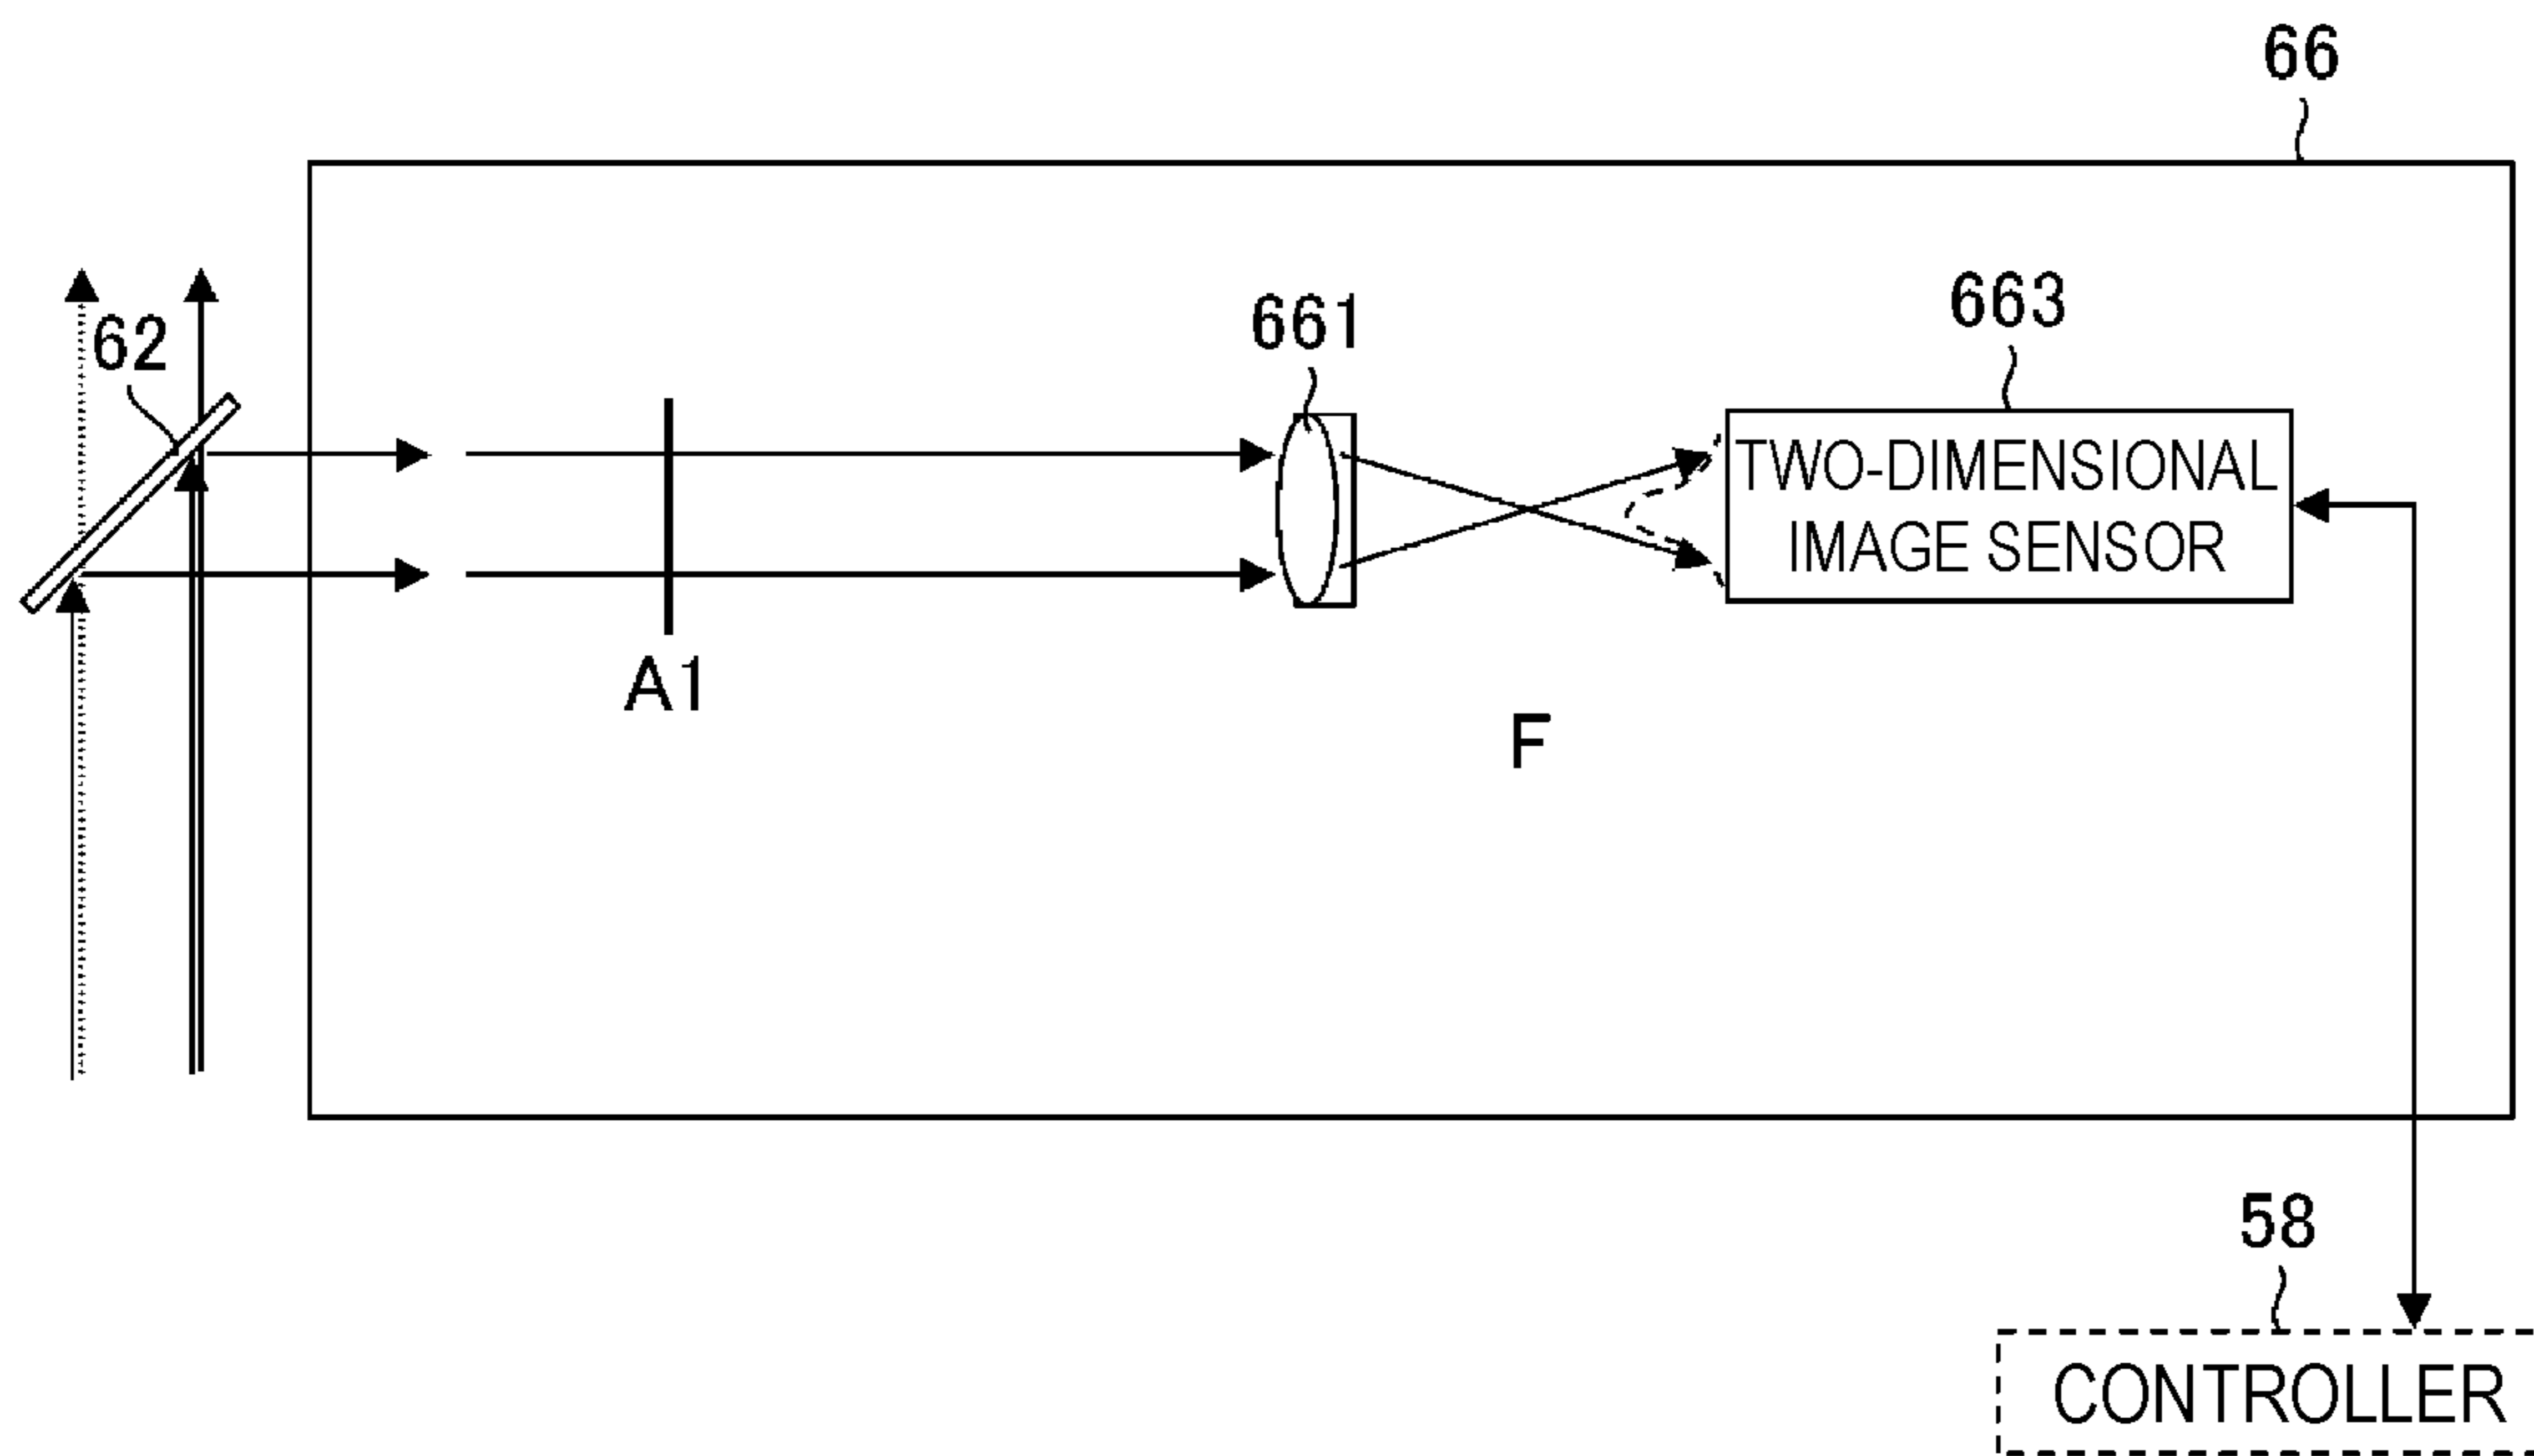 66
62
661
663
TWO-DIMENSIONAL
IMAGE SENSOR
A1
F
58
CONTROLLER